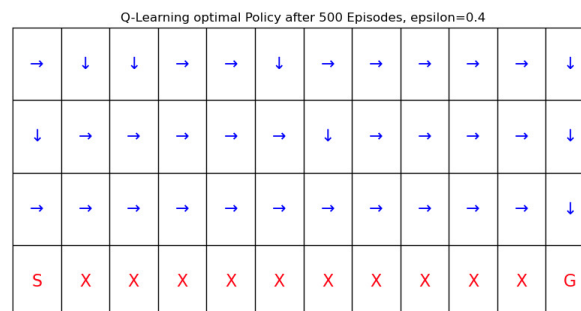 Q-Learning optimal Policy after 500 Episodes, epsilon=0.4
→ ↓ ↓ → → ↓ → → → → → ↓
↓ → → → → → ↓ → → → → ↓
→ → → → → → → → → → → ↓
S X X X X X X X X X X G